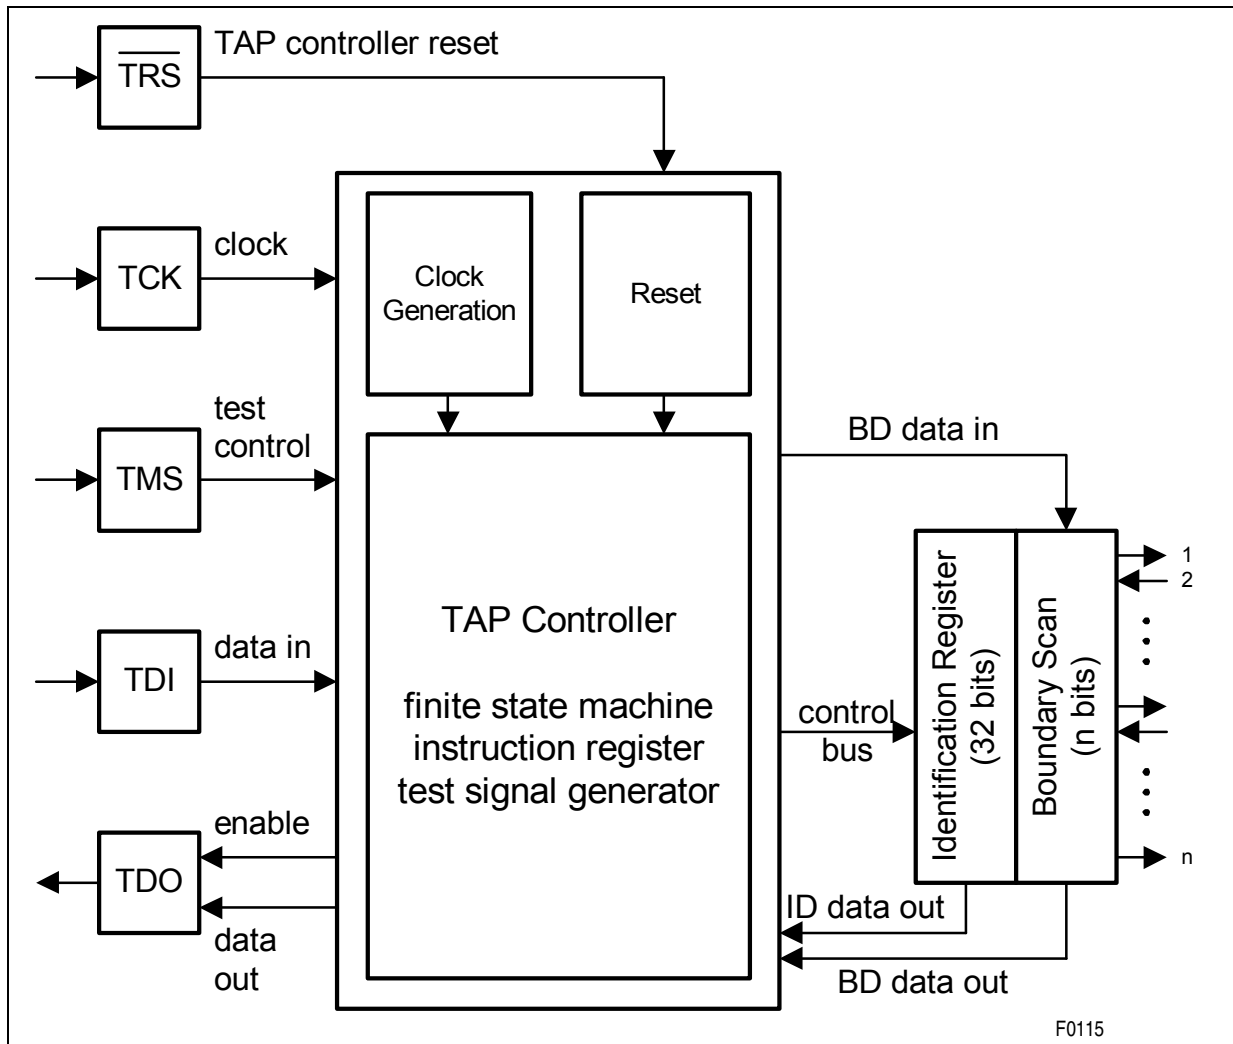 TAP controller reset
TRS
clock
TCK
Clock
Generation
Reset
test
control
TMS
BD data in
1
2
TAP Controller
data in
TDI
finite state machine
instruction register
test signal generator
control
bus
Identification Register
(32 bits)
Boundary Scan
(n bits)
enable
TDO
data
out
n
ID data out
BD data out
F0115